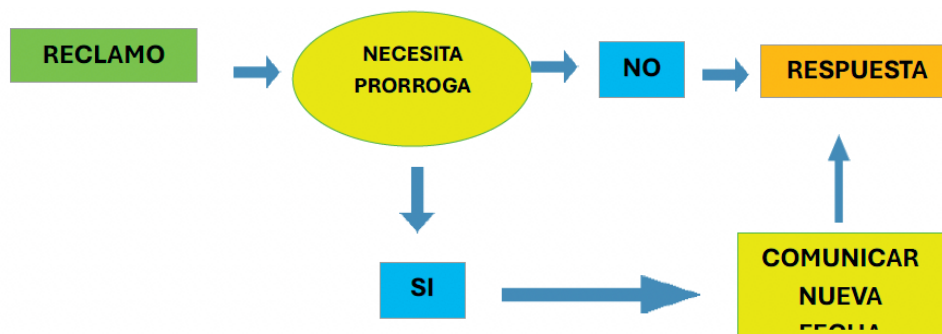 RECLAMO
NECESITA
PRORROGA
NO
RESPUESTA
SI
COMUNICAR
NUEVA